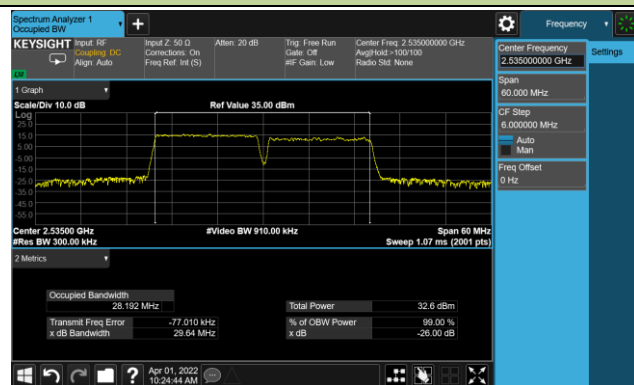 Spectrum Analyzer 1
Occupied BW
Frequency
KEYSIGHT
Input: RF
Coupling: DC
Align: Auto
Input Z: 50 Ω
Corrections: On
Freq Ref: Int (S)
Atten: 20 dB
Trig: Free Run
Gate: Off
#IF Gain: Low
Center Freq: 2.535000000 GHz
Avg|Hold:>100/100
Radio Std: None
Center Frequency
2.535000000 GHz
Settings
Span
60.000 MHz
CF Step
6.000000 MHz
Auto
Man
Freq Offset
0 Hz
1 Graph
Scale/Div 10.0 dB
Ref Value 35.00 dBm
Log
25.0
15.0
5.00
-5.00
-15.0
-25.0
-35.0
-45.0
-55.0
Center 2.53500 GHz
#Video BW 910.00 kHz
Span 60 MHz
#Res BW 300.00 kHz
Sweep 1.07 ms (2001 pts)
2 Metrics
Occupied Bandwidth
28.192 MHz
Total Power
32.6 dBm
Transmit Freq Error
-77.010 kHz
% of OBW Power
99.00 %
x dB Bandwidth
29.64 MHz
x dB
-26.00 dB
Apr 01, 2022
10:24:44 AM